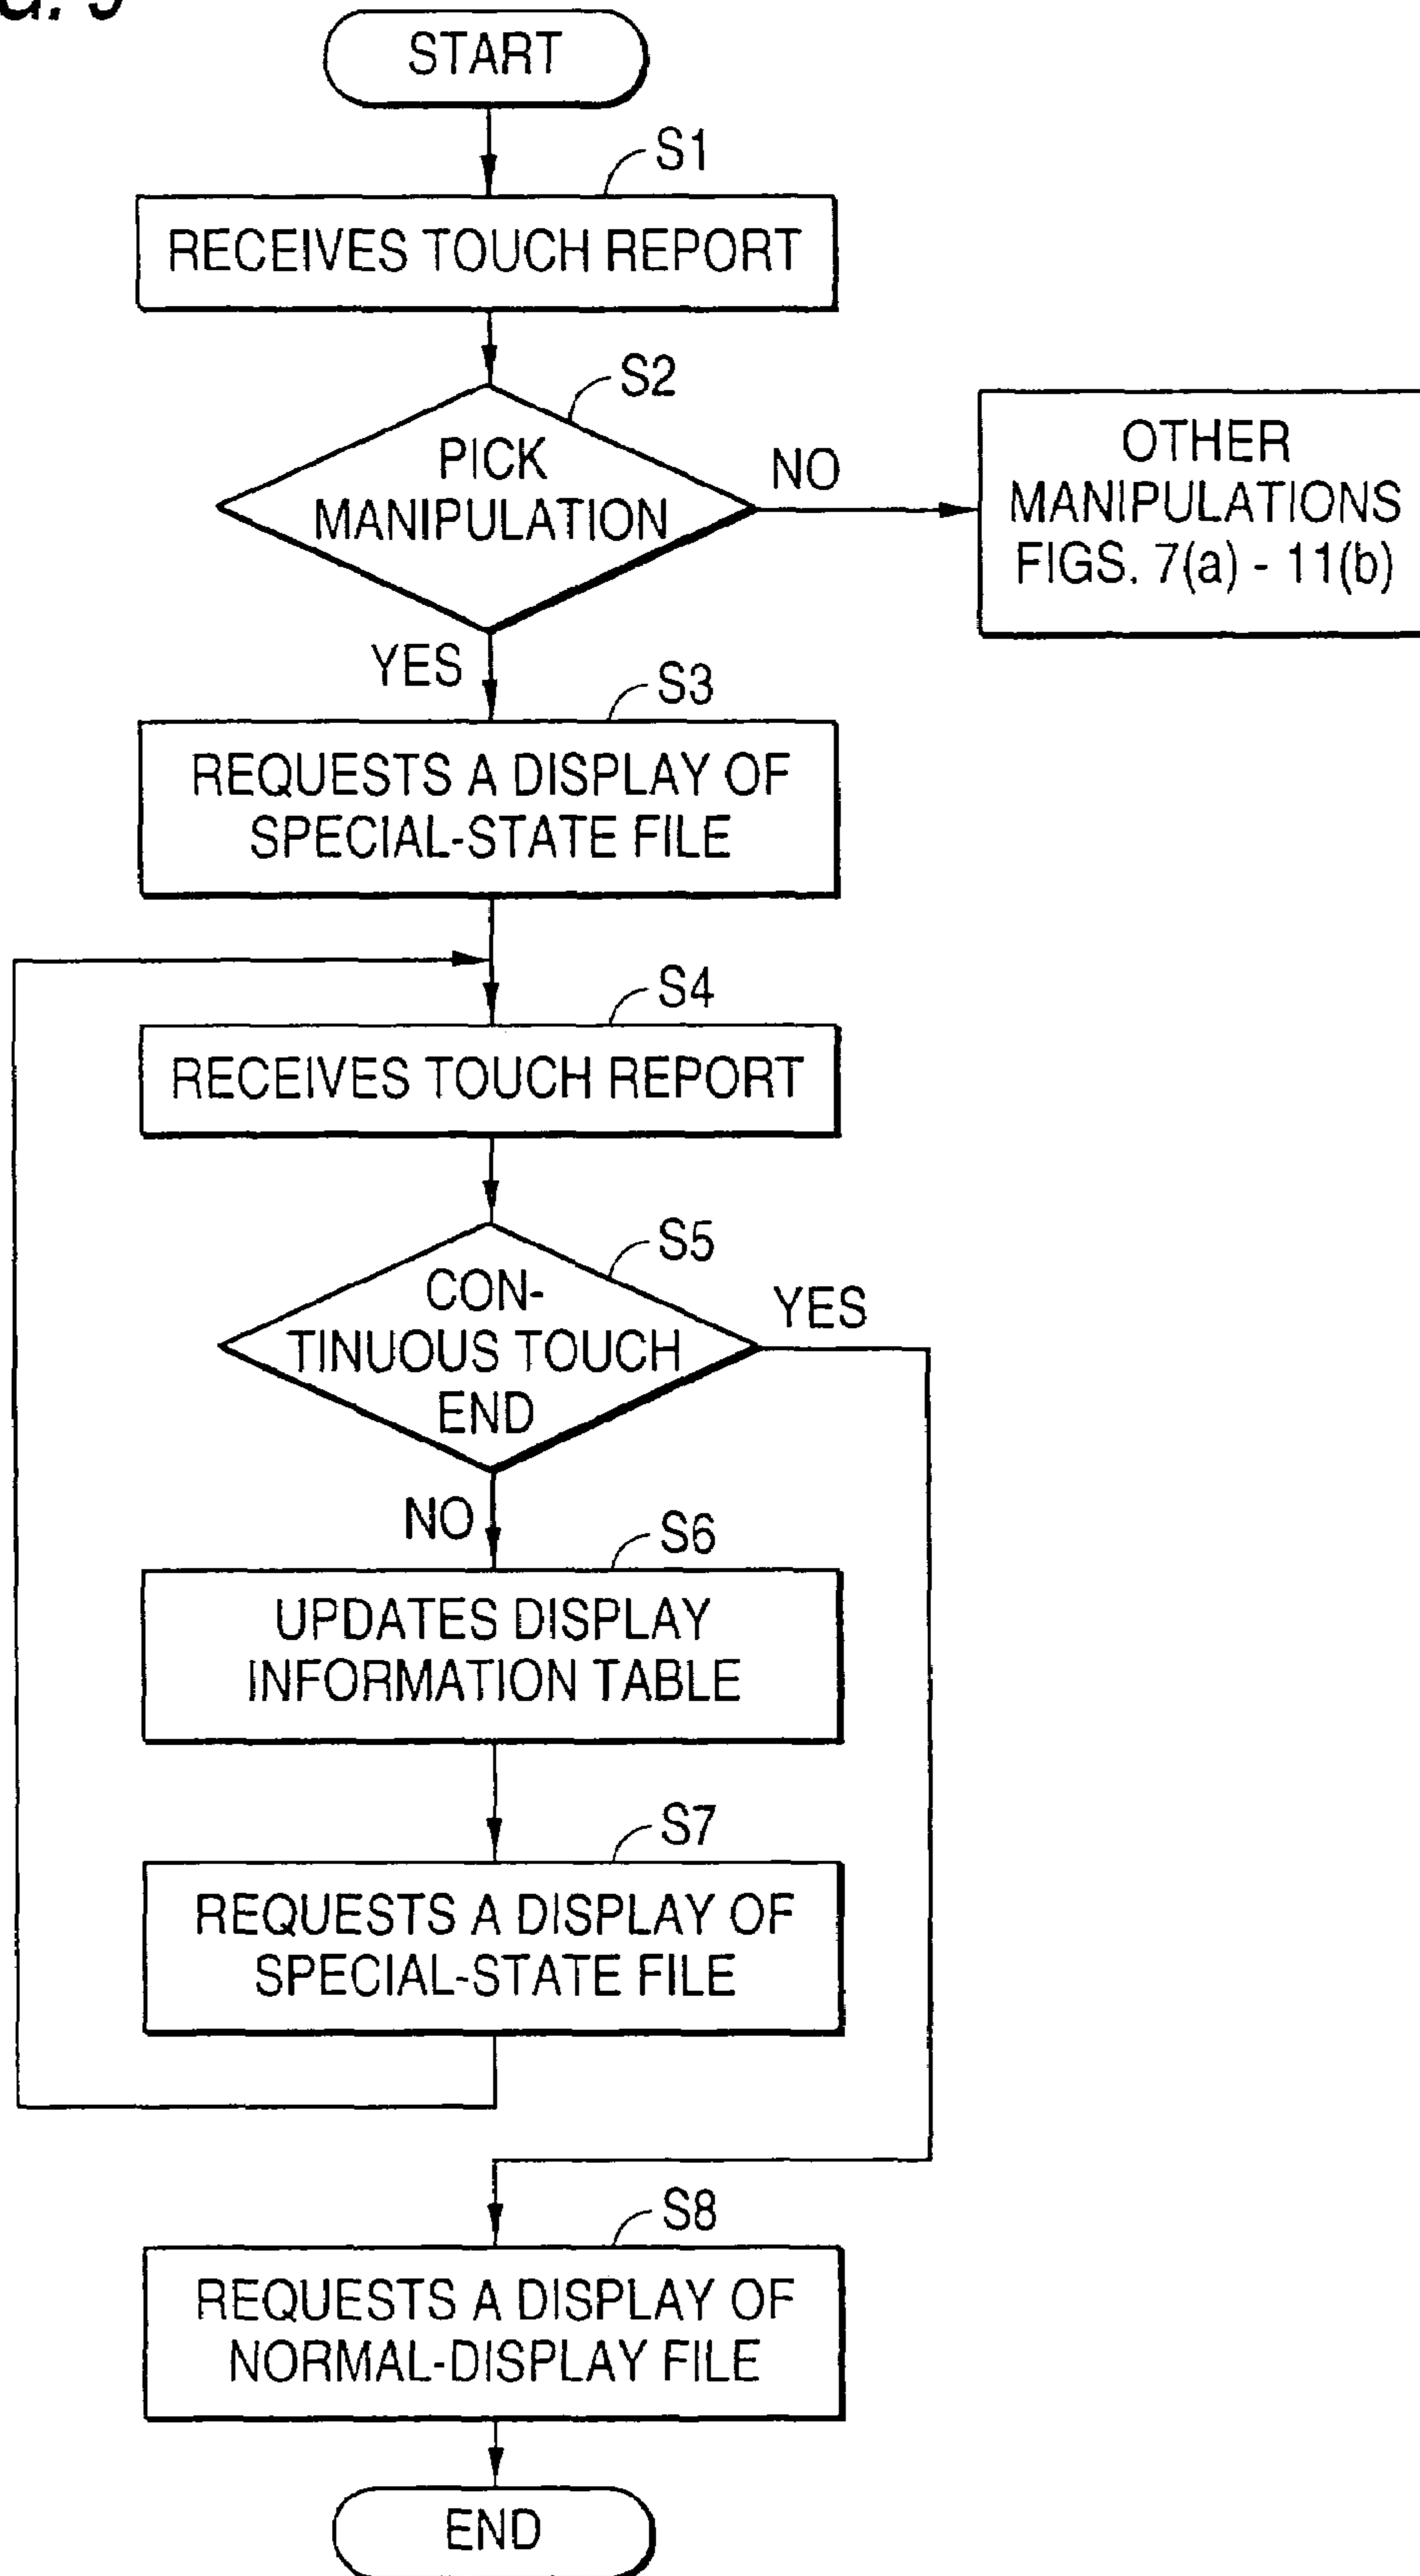 START
S1
RECEIVES TOUCH REPORT
S2
PICK
MANIPULATION
NO
OTHER
MANIPULATIONS
FIGS. 7(a) - 11(b)
YES
S3
REQUESTS A DISPLAY OF
SPECIAL-STATE FILE
S4
RECEIVES TOUCH REPORT
S5
CON-
TINUOUS TOUCH
END
YES
NO
S6
UPDATES DISPLAY
INFORMATION TABLE
S7
REQUESTS A DISPLAY OF
SPECIAL-STATE FILE
S8
REQUESTS A DISPLAY OF
NORMAL-DISPLAY FILE
END